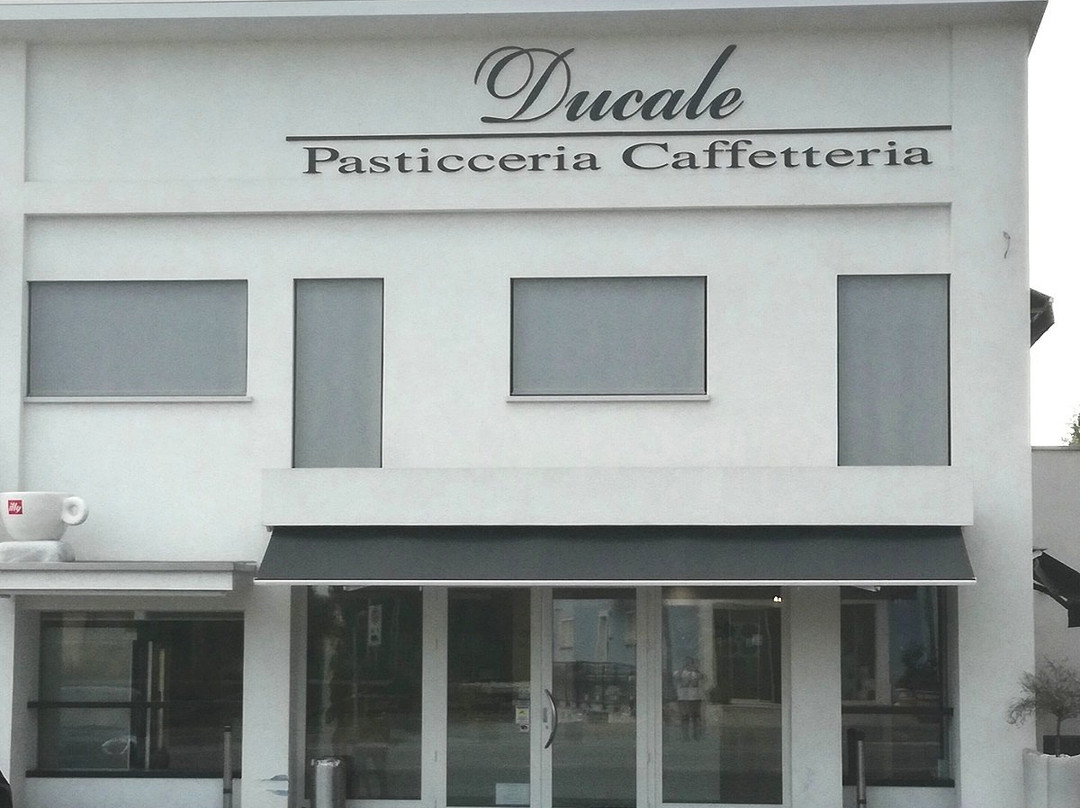 Ducale
Pasticceria Caffetteria
illy